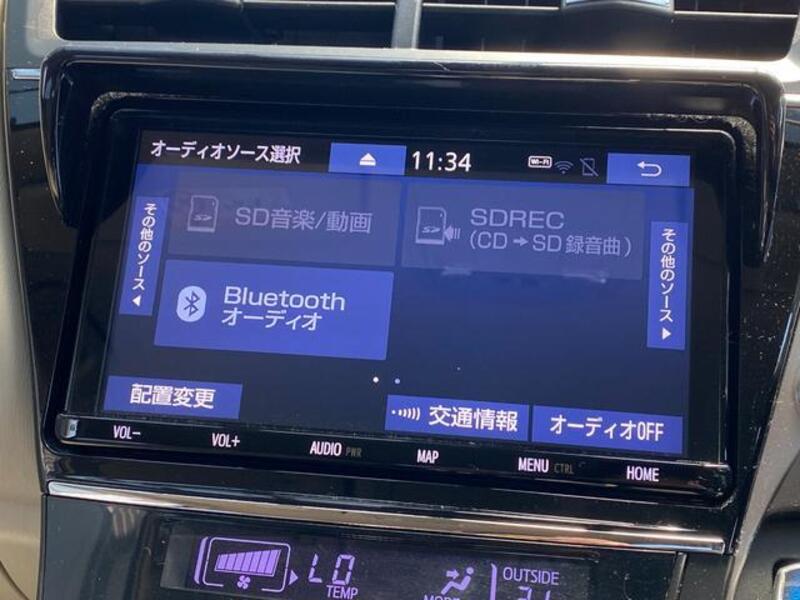 オーディオソース選択
11:34
Wi-Fi
その他のソース
SD
SD音楽/動画
SD
SDREC
(CD➔SD録音曲)
その他のソース
Bluetooth
オーディオ
配置変更
交通情報
オーディオOFF
VOL-
VOL+
AUDIO PWR
MAP
MENU CTRL
HOME
LO
TEMP
OUTSIDE